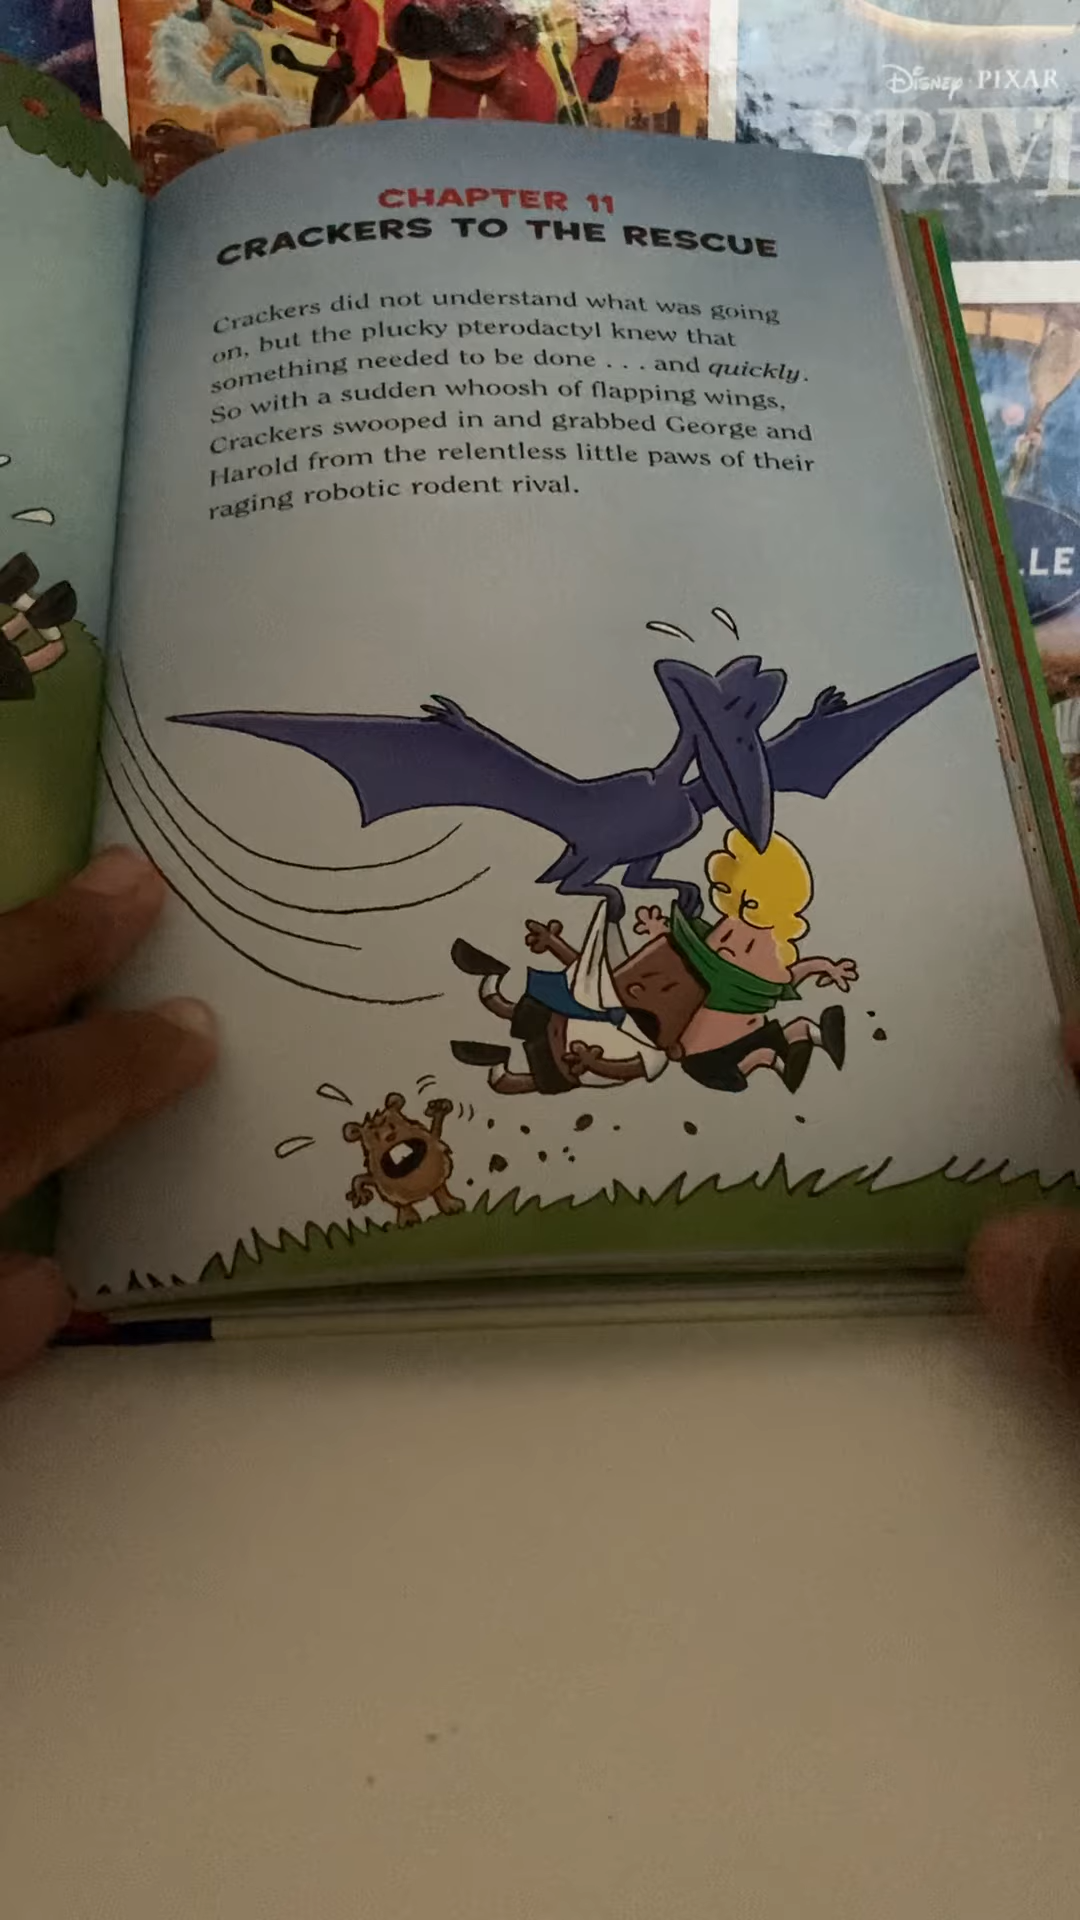 Disney · PIXAR
BRAVE
CHAPTER 11
CRACKERS TO THE RESCUE
Crackers did not understand what was going
on, but the plucky pterodactyl knew that
something needed to be done . . . and quickly.
So with a sudden whoosh of flapping wings,
Crackers swooped in and grabbed George and
Harold from the relentless little paws of their
raging robotic rodent rival.
.LE